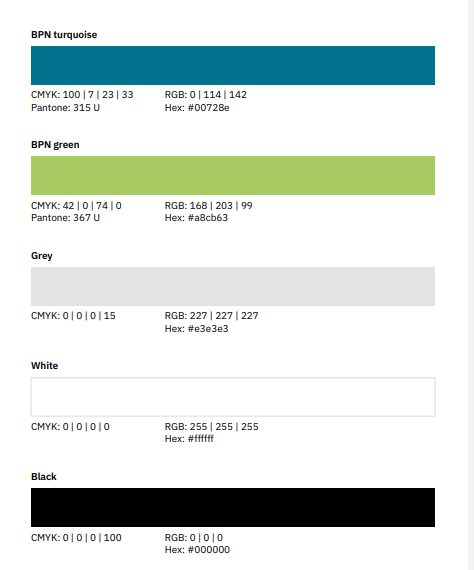 BPN turquoise
CMYK: 100 | 7 | 23 | 33 RGB: 0 | 114 | 142
Pantone: 315 U Hex: #00728e
BPN green
CMYK: 42 | 0 | 74 | 0 RGB: 168 | 203 | 99
Pantone: 367 U Hex: #a8cb63
Grey
CMYK: 0 | 0 | 0 | 15 RGB: 227 | 227 | 227
Hex: #e3e3e3
White
CMYK: 0 | 0 | 0 | 0 RGB: 255 | 255 | 255
Hex: #ffffff
Black
CMYK: 0 | 0 | 0 | 100 RGB: 0 | 0 | 0
Hex: #000000